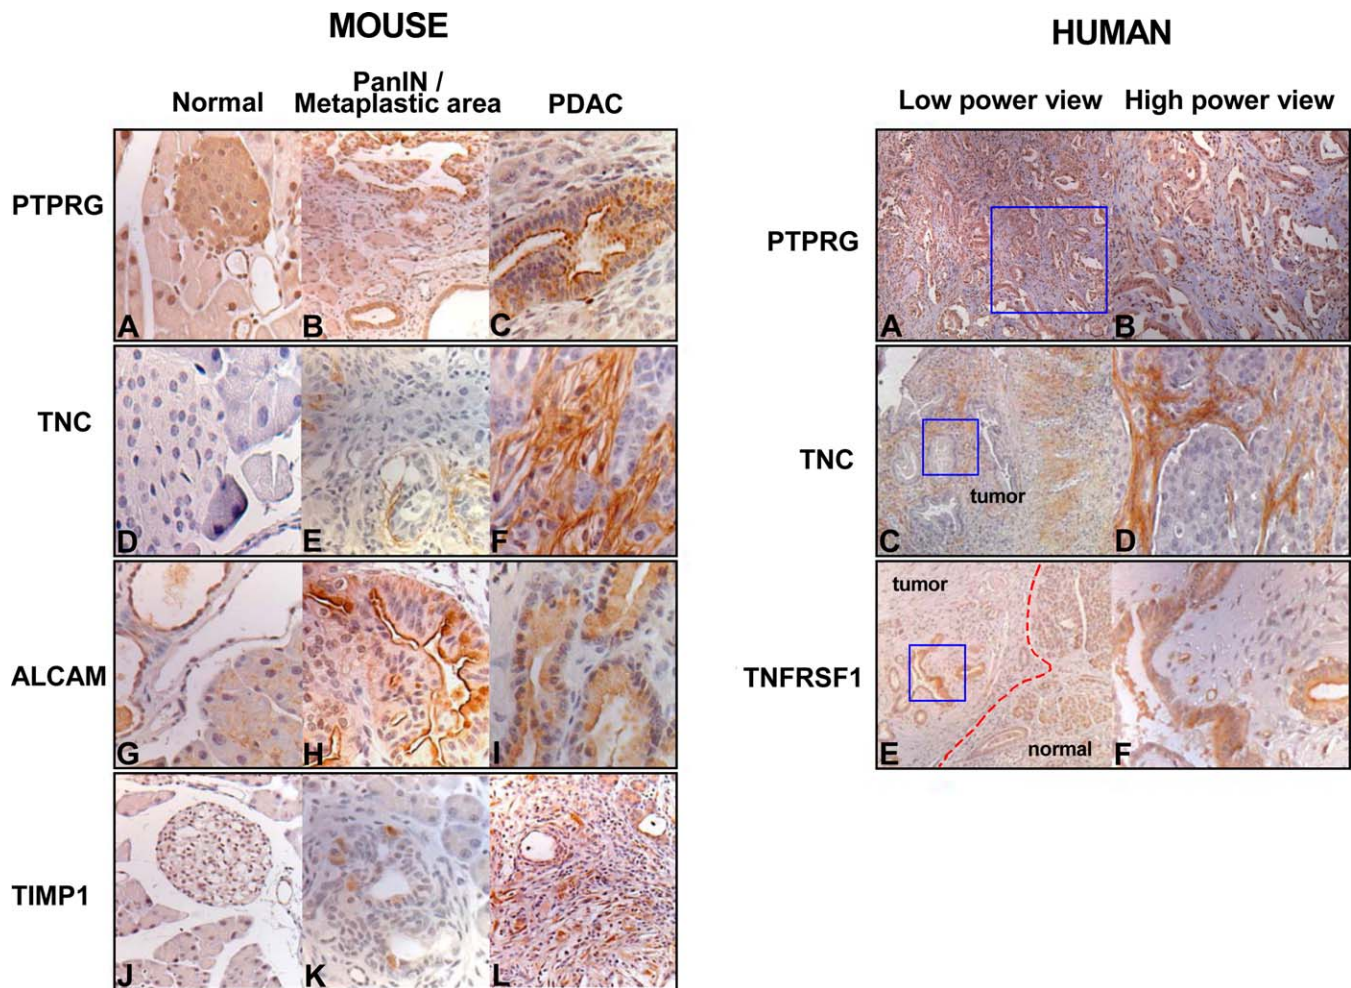 MOUSE
Normal
PanIN /
Metaplastic area
PDAC
PTPRG
A
B
C
TNC
D
E
F
ALCAM
G
H
I
TIMP1
J
K
L
HUMAN
Low power view
High power view
PTPRG
A
B
TNC
tumor
C
D
TNFRSF1
tumor
normal
E
F